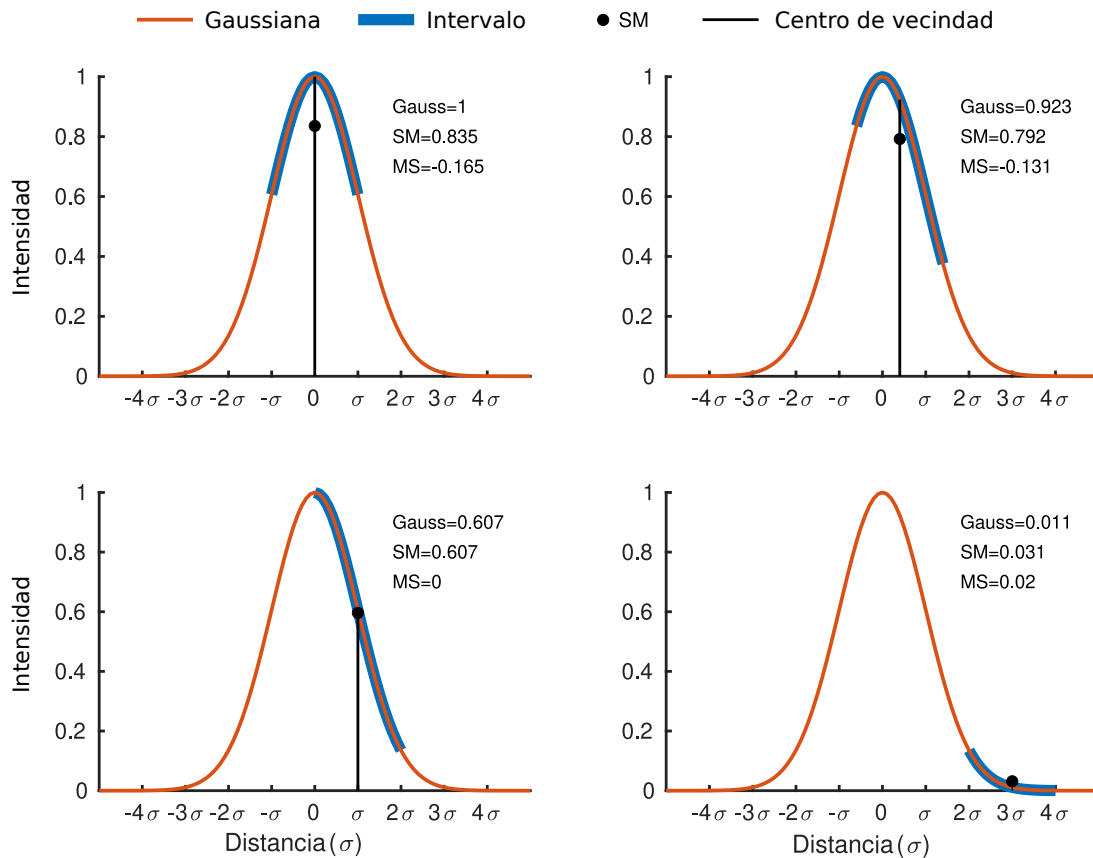 Gaussiana Intervalo SM Centro de vecindad
Intensidad
1
0.8
0.6
0.4
0.2
0
Gauss=1
SM=0.835
MS=-0.165
-4σ -3σ -2σ -σ 0 σ 2σ 3σ 4σ
1
0.8
0.6
0.4
0.2
0
Gauss=0.923
SM=0.792
MS=-0.131
-4σ -3σ -2σ -σ 0 σ 2σ 3σ 4σ
Intensidad
1
0.8
0.6
0.4
0.2
0
Gauss=0.607
SM=0.607
MS=0
-4σ -3σ -2σ -σ 0 σ 2σ 3σ 4σ
Distancia(σ)
1
0.8
0.6
0.4
0.2
0
Gauss=0.011
SM=0.031
MS=0.02
-4σ -3σ -2σ -σ 0 σ 2σ 3σ 4σ
Distancia(σ)